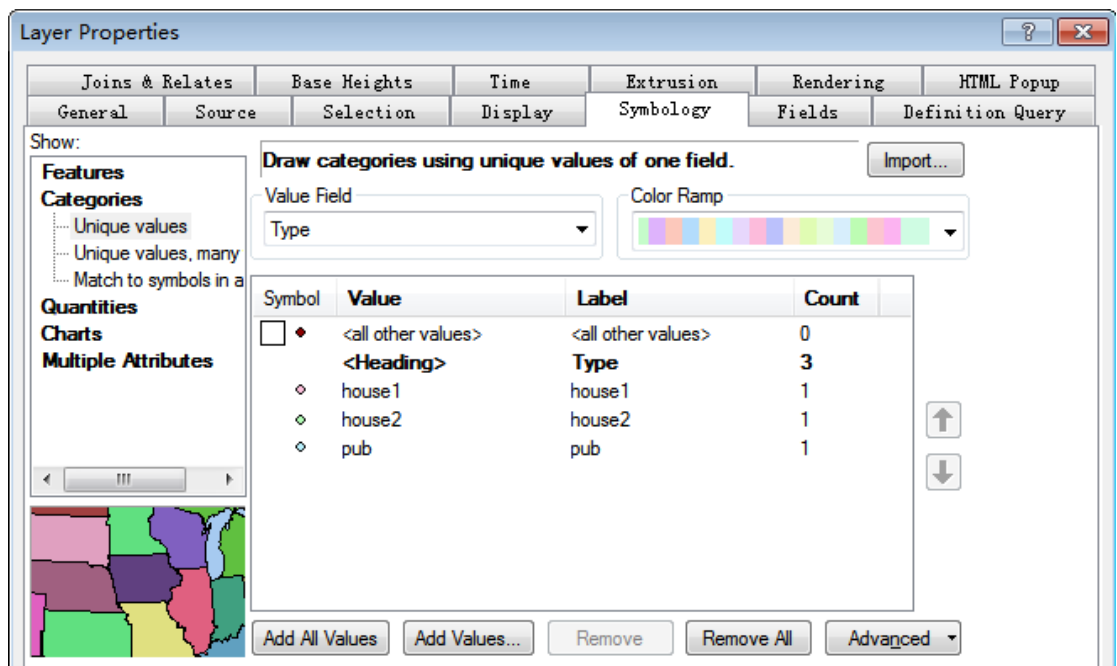 Layer Properties
Joins & Relates Base Heights Time Extrusion Rendering HTML Popup
General Source Selection Display Symbology Fields Definition Query
Show:
Features
Categories
Unique values
Unique values, many
Match to symbols in a
Quantities
Charts
Multiple Attributes
Draw categories using unique values of one field.
Import...
Value Field
Type
Color Ramp
Symbol Value Label Count
<all other values> <all other values> 0
<Heading> Type 3
house1 house1 1
house2 house2 1
pub pub 1
Add All Values Add Values... Remove Remove All Advanced